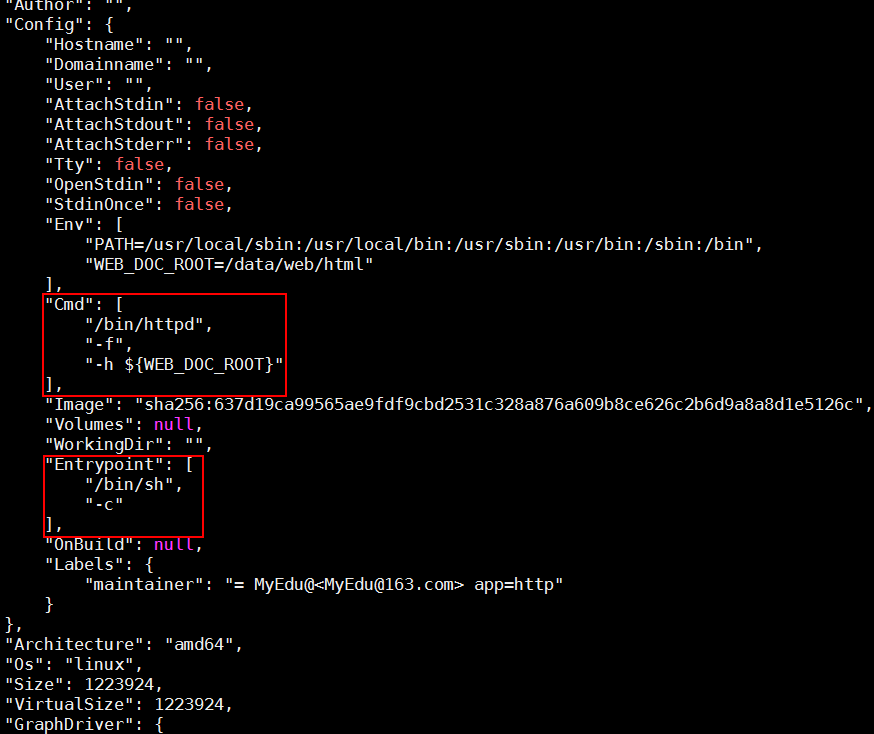 "Author": "",
"Config": {
    "Hostname": "",
    "Domainname": "",
    "User": "",
    "AttachStdin": false,
    "AttachStdout": false,
    "AttachStderr": false,
    "Tty": false,
    "OpenStdin": false,
    "StdinOnce": false,
    "Env": [
        "PATH=/usr/local/sbin:/usr/local/bin:/usr/sbin:/usr/bin:/sbin:/bin",
        "WEB_DOC_ROOT=/data/web/html"
    ],
    "Cmd": [
        "/bin/httpd",
        "-f",
        "-h ${WEB_DOC_ROOT}"
    ],
    "Image": "sha256:637d19ca99565ae9fdf9cbd2531c328a876a609b8ce626c2b6d9a8a8d1e5126c",
    "Volumes": null,
    "WorkingDir": "",
    "Entrypoint": [
        "/bin/sh",
        "-c"
    ],
    "OnBuild": null,
    "Labels": {
        "maintainer": "= MyEdu@<MyEdu@163.com> app=http"
    }
},
"Architecture": "amd64",
"Os": "linux",
"Size": 1223924,
"VirtualSize": 1223924,
"GraphDriver": {